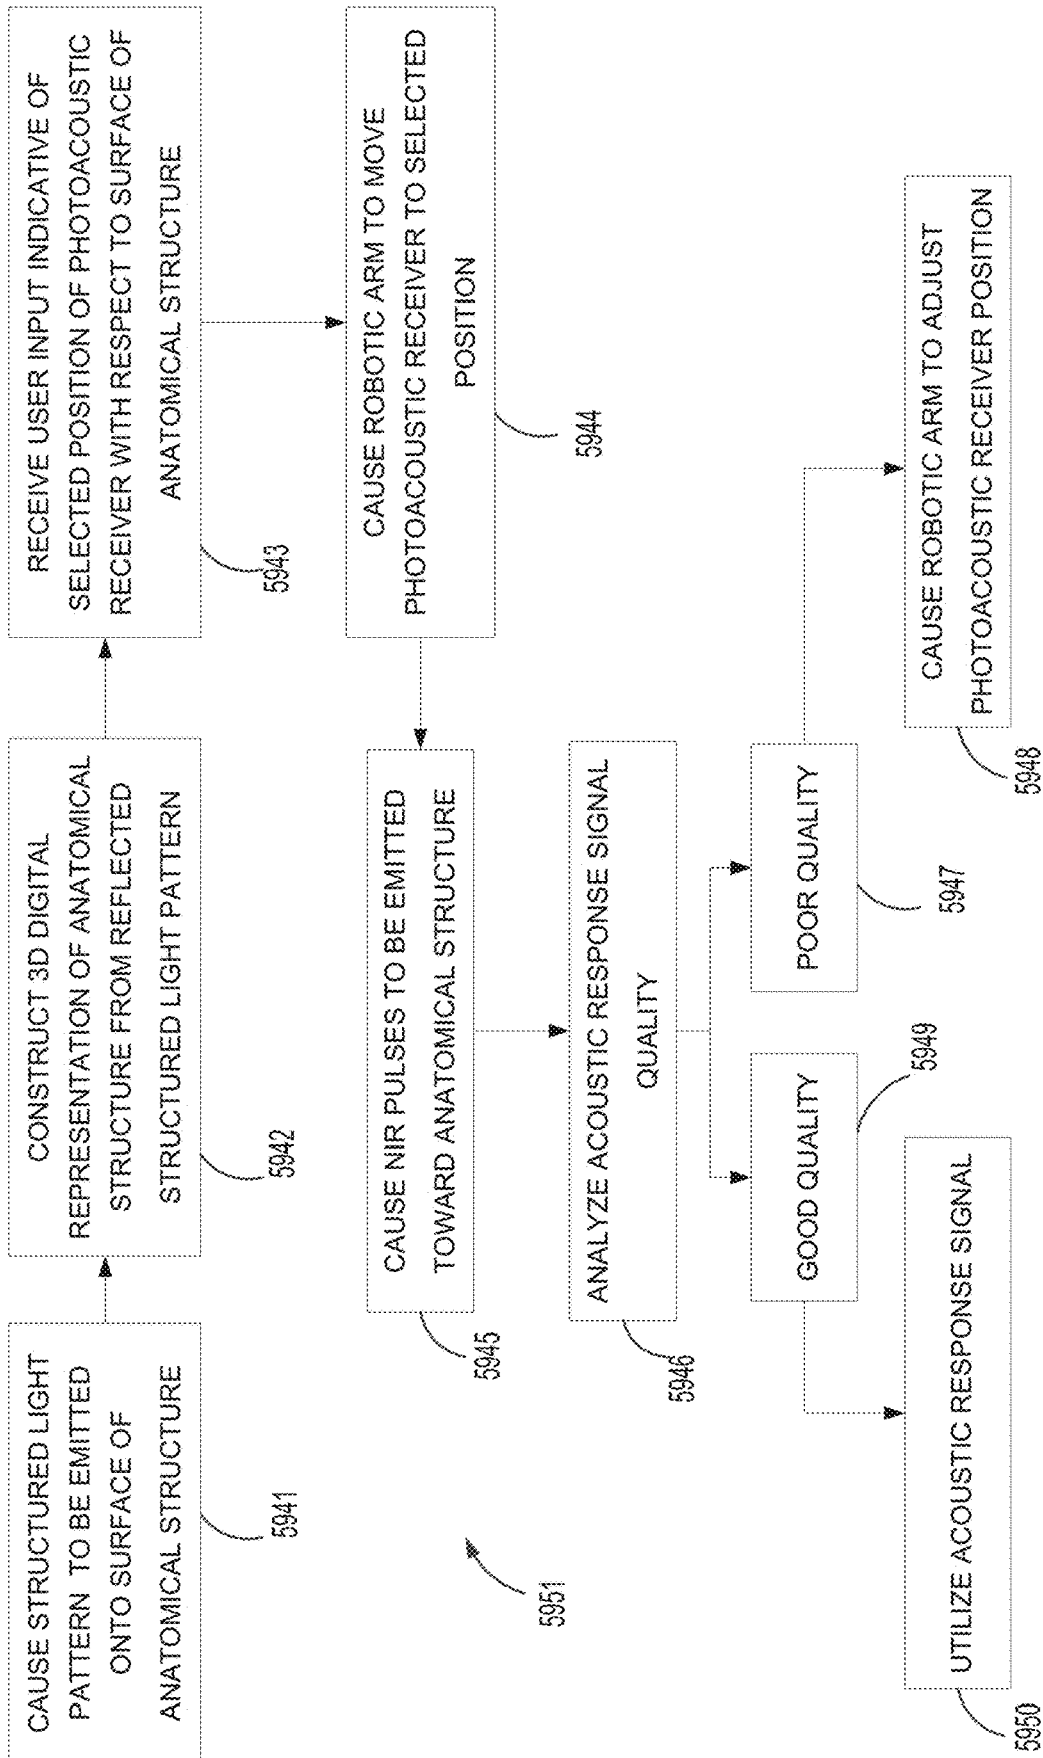 CAUSE STRUCTURED LIGHT
PATTERN TO BE EMITTED
ONTO SURFACE OF
ANATOMICAL STRUCTURE
5941
CONSTRUCT 3D DIGITAL
REPRESENTATION OF ANATOMICAL
STRUCTURE FROM REFLECTED
STRUCTURED LIGHT PATTERN
5942
RECEIVE USER INPUT INDICATIVE OF
SELECTED POSITION OF PHOTOACOUSTIC
RECEIVER WITH RESPECT TO SURFACE OF
ANATOMICAL STRUCTURE
5943
CAUSE ROBOTIC ARM TO MOVE
PHOTOACOUSTIC RECEIVER TO SELECTED
POSITION
5944
CAUSE NIR PULSES TO BE EMITTED
TOWARD ANATOMICAL STRUCTURE
5945
ANALYZE ACOUSTIC RESPONSE SIGNAL
QUALITY
5946
POOR QUALITY
5947
CAUSE ROBOTIC ARM TO ADJUST
PHOTOACOUSTIC RECEIVER POSITION
5948
GOOD QUALITY
5949
UTILIZE ACOUSTIC RESPONSE SIGNAL
5950
5951